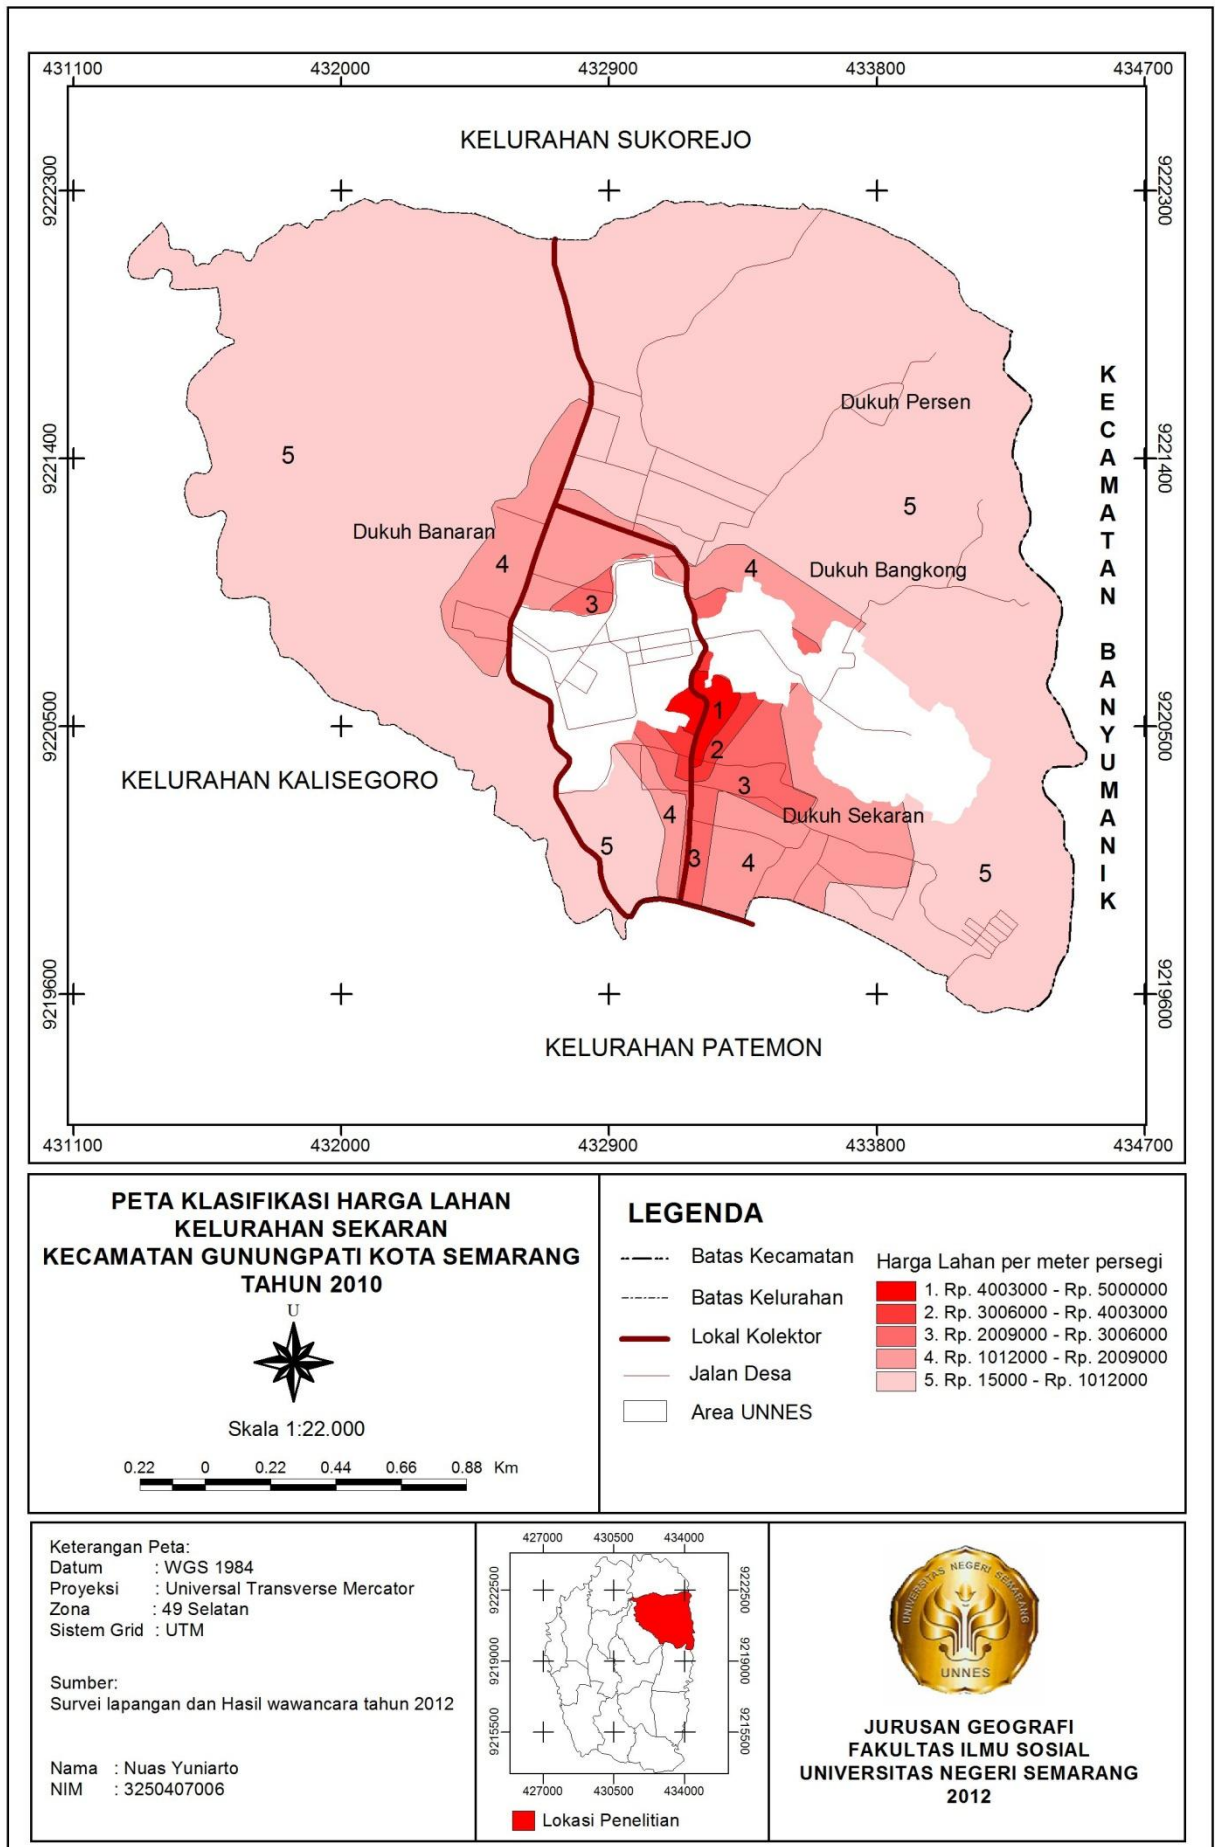 431100 432000 432900 433800 434700
KELURAHAN SUKOREJO
9222300
9222300
KECAMATAN BANYUMANIK
Dukuh Persen
9221400
9221400
5
5
Dukuh Banaran
4
4
Dukuh Bangkong
3
1
9220500
9220500
2
KELURAHAN KALISEGORO
3
4
Dukuh Sekaran
5
3
4
5
9219600
9219600
KELURAHAN PATEMON
431100 432000 432900 433800 434700
PETA KLASIFIKASI HARGA LAHAN
KELURAHAN SEKARAN
KECAMATAN GUNUNGPATI KOTA SEMARANG
TAHUN 2010
U
Skala 1:22.000
0.22 0 0.22 0.44 0.66 0.88 Km
LEGENDA
Batas Kecamatan
Batas Kelurahan
Lokal Kolektor
Jalan Desa
Area UNNES
Harga Lahan per meter persegi
1. Rp. 4003000 - Rp. 5000000
2. Rp. 3006000 - Rp. 4003000
3. Rp. 2009000 - Rp. 3006000
4. Rp. 1012000 - Rp. 2009000
5. Rp. 15000 - Rp. 1012000
Keterangan Peta:
Datum : WGS 1984
Proyeksi : Universal Transverse Mercator
Zona : 49 Selatan
Sistem Grid : UTM
Sumber:
Survei lapangan dan Hasil wawancara tahun 2012
Nama : Nuas Yuniarto
NIM : 3250407006
427000 430500 434000
9222500
9222500
9219000
9219000
9215500
9215500
427000 430500 434000
Lokasi Penelitian
UNIVERSITAS NEGERI SEMARANG
UNNES
JURUSAN GEOGRAFI
FAKULTAS ILMU SOSIAL
UNIVERSITAS NEGERI SEMARANG
2012